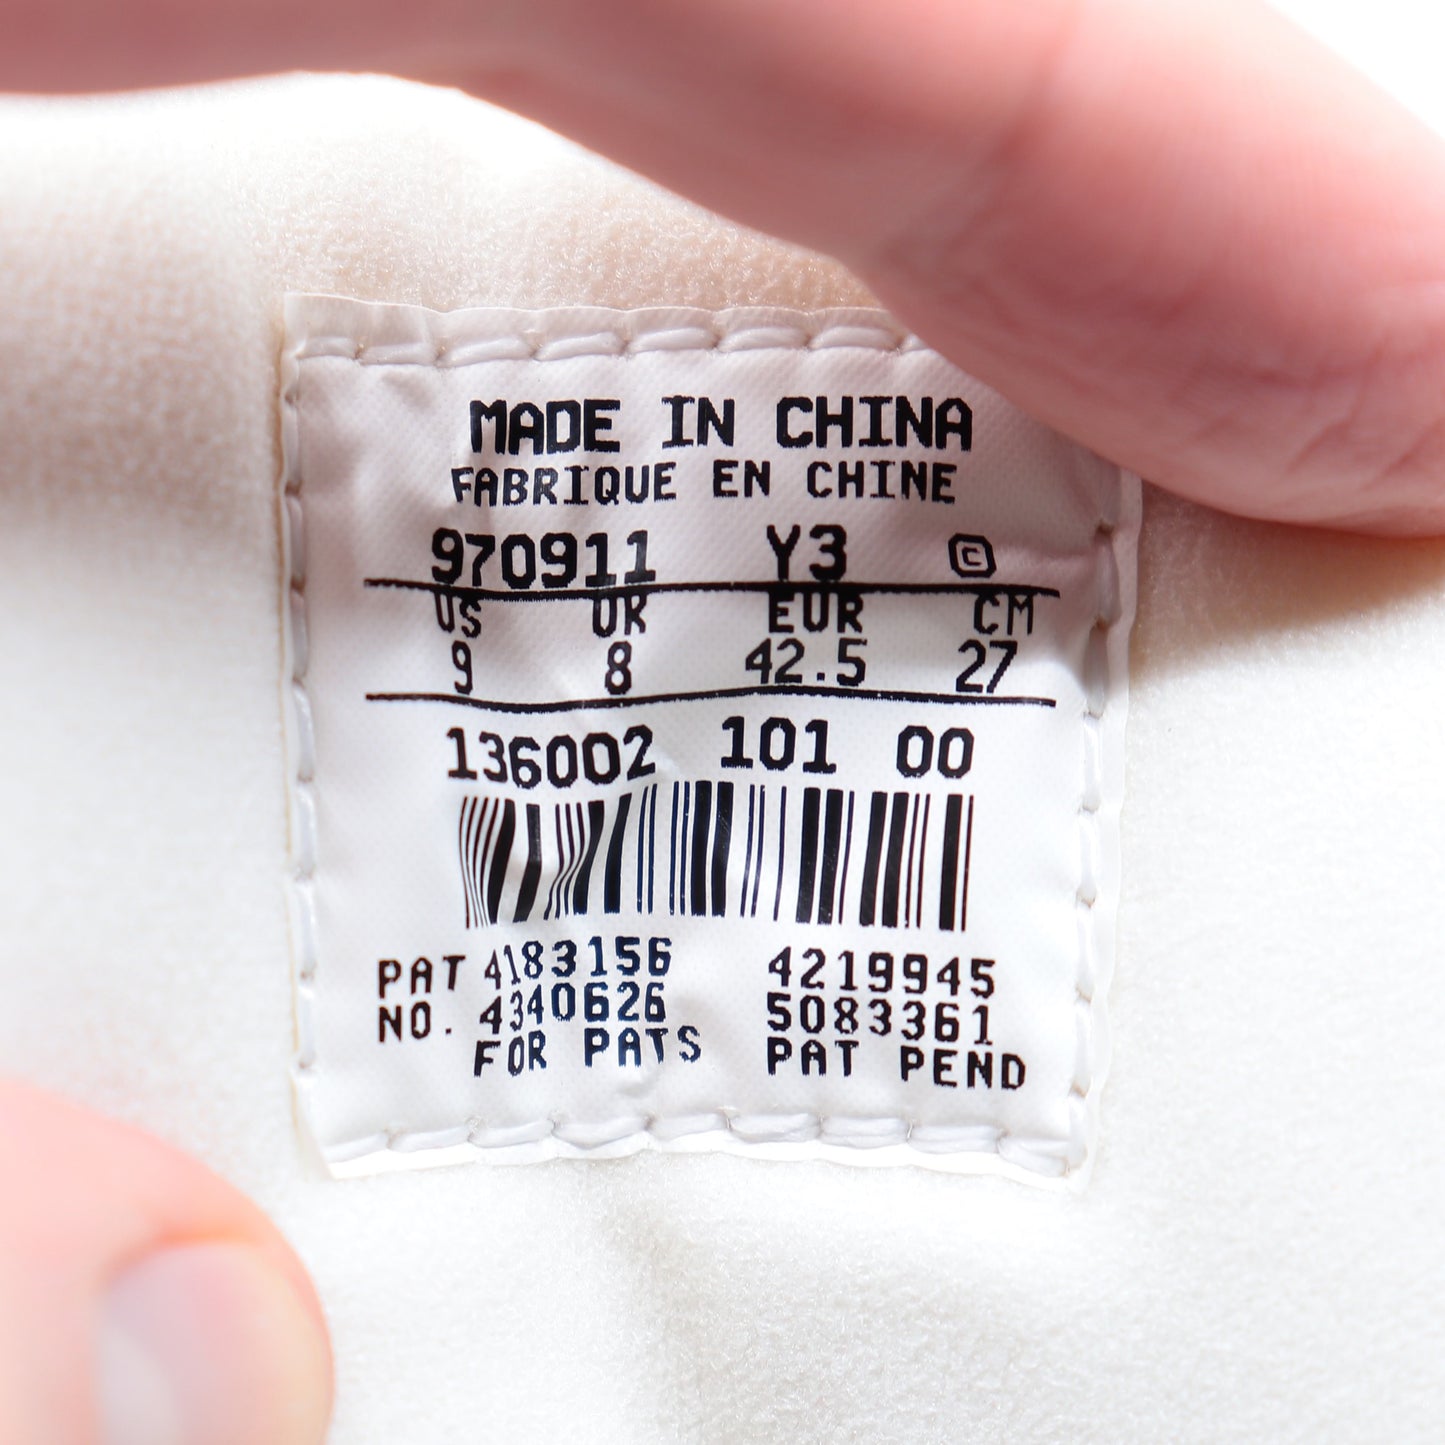 MADE IN CHINA
FABRIQUE EN CHINE
970911 Y3 ©
US UK EUR CM
9 8 42.5 27
136002 101 00
PAT 4183156 4219945
NO. 4340626 5083361
FOR PATS PAT PEND